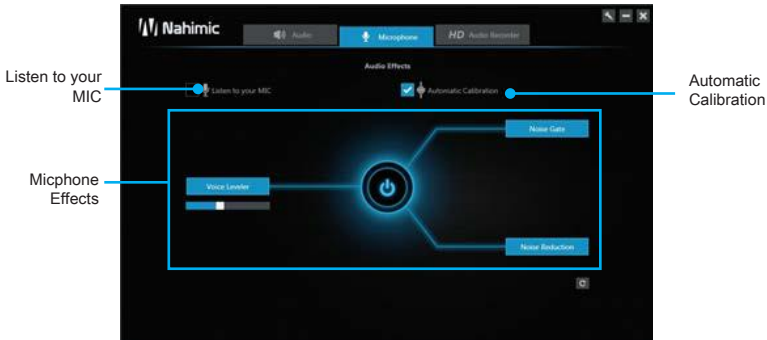 Nahimic
Audio
Microphone
HD Audio Recorder
Audio Effects
Listen to your MIC
Listen to your MIC
Automatic Calibration
Automatic
Calibration
Noise Gate
Micphone
Effects
Voice Leveler
Noise Reduction